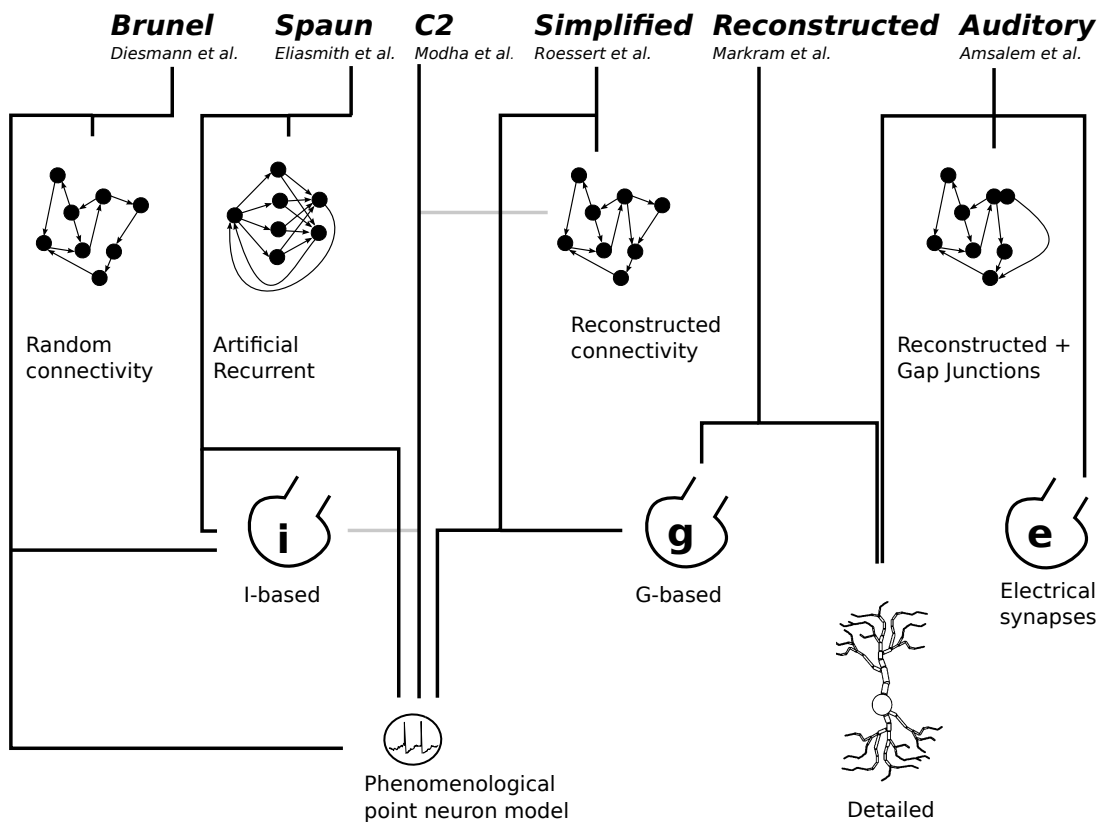 Brunel
Diesmann et al.
Spaun
Eliasmith et al.
C2
Modha et al.
Simplified
Roessert et al.
Reconstructed
Markram et al.
Auditory
Amsalem et al.
Random
connectivity
Artificial
Recurrent
Reconstructed
connectivity
Reconstructed +
Gap Junctions
i
I-based
g
G-based
e
Electrical
synapses
Phenomenological
point neuron model
Detailed